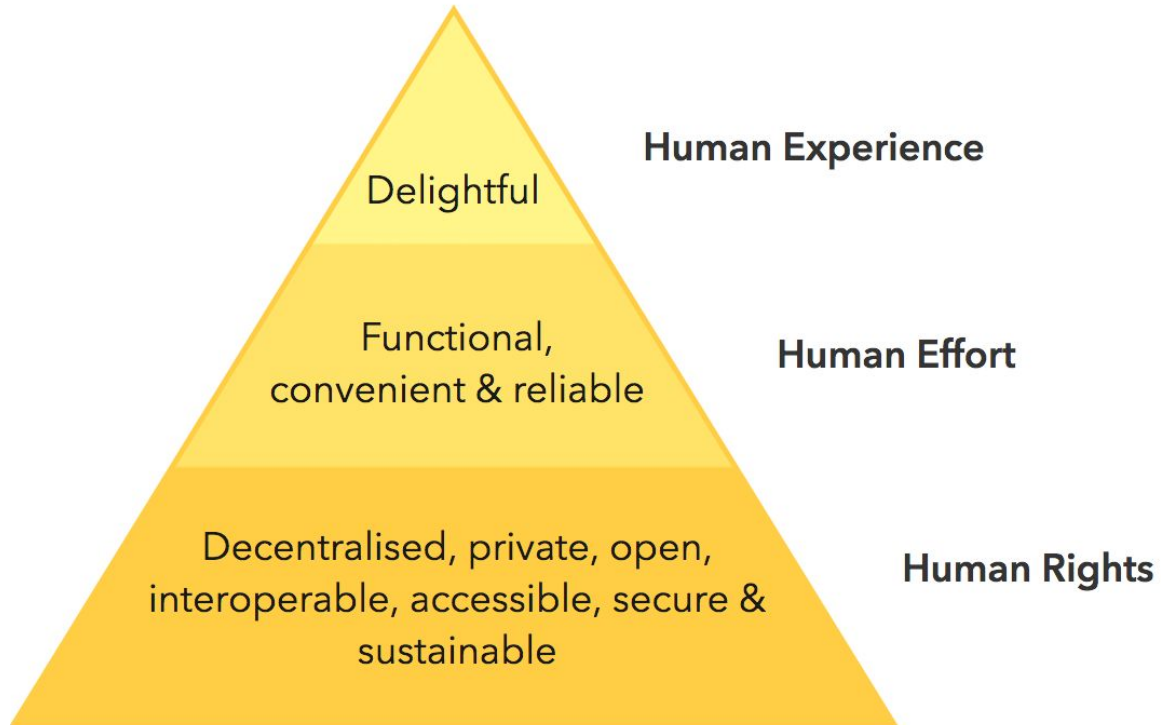 Human Experience
Delightful
Functional,
convenient & reliable
Human Effort
Decentralised, private, open,
interoperable, accessible, secure &
sustainable
Human Rights